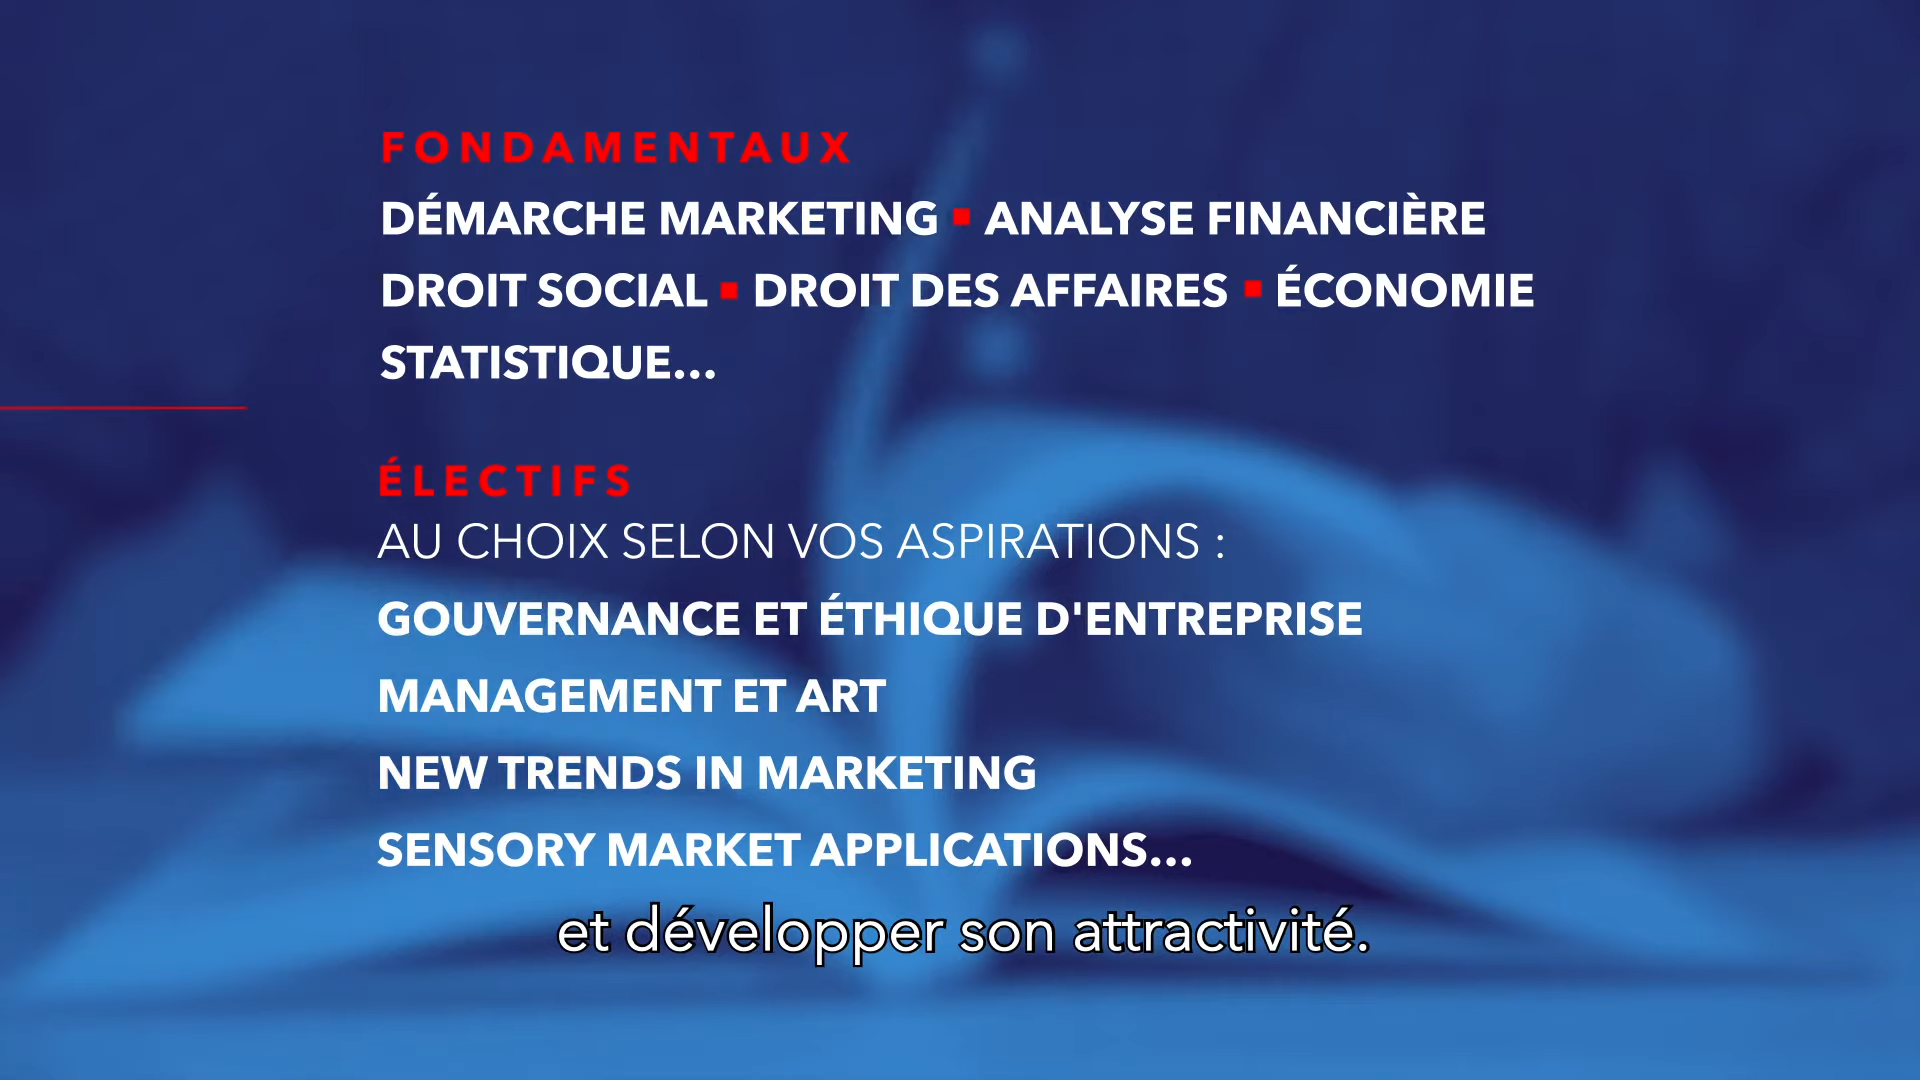 FONDAMENTAUX
DÉMARCHE MARKETING ▪ ANALYSE FINANCIÈRE
DROIT SOCIAL ▪ DROIT DES AFFAIRES ▪ ÉCONOMIE
STATISTIQUE...
ÉLECTIFS
AU CHOIX SELON VOS ASPIRATIONS :
GOUVERNANCE ET ÉTHIQUE D'ENTREPRISE
MANAGEMENT ET ART
NEW TRENDS IN MARKETING
SENSORY MARKET APPLICATIONS...
et développer son attractivité.